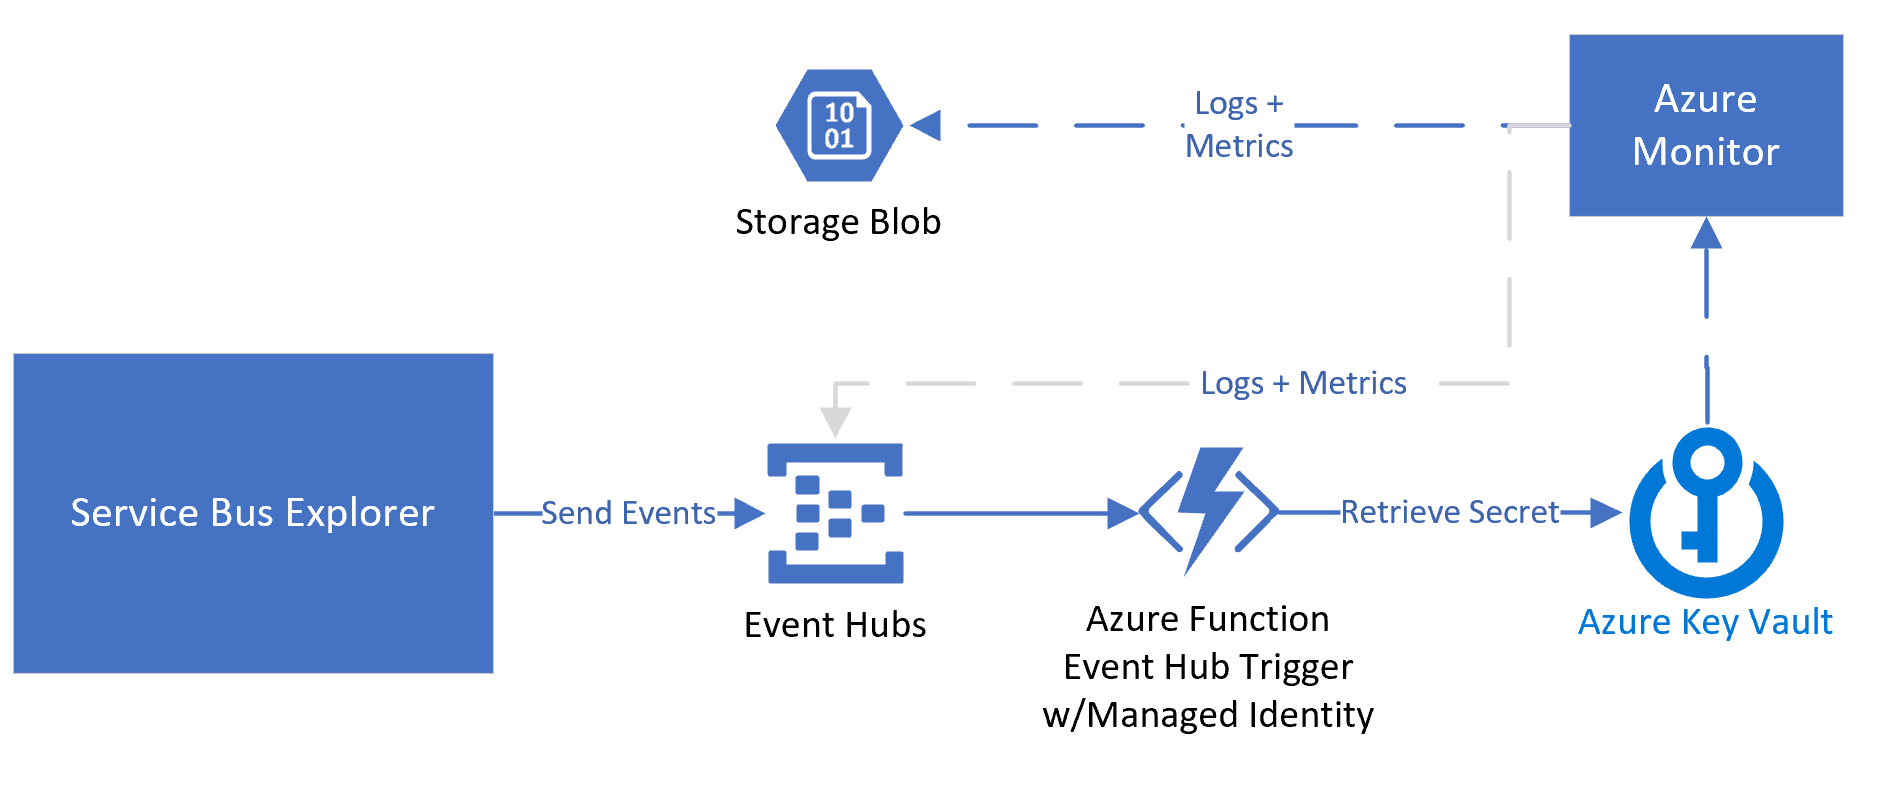 10
01
Storage Blob
Logs +
Metrics
Azure
Monitor
Logs + Metrics
Service Bus Explorer
Send Events
Event Hubs
Azure Function
Event Hub Trigger
w/Managed Identity
Retrieve Secret
Azure Key Vault